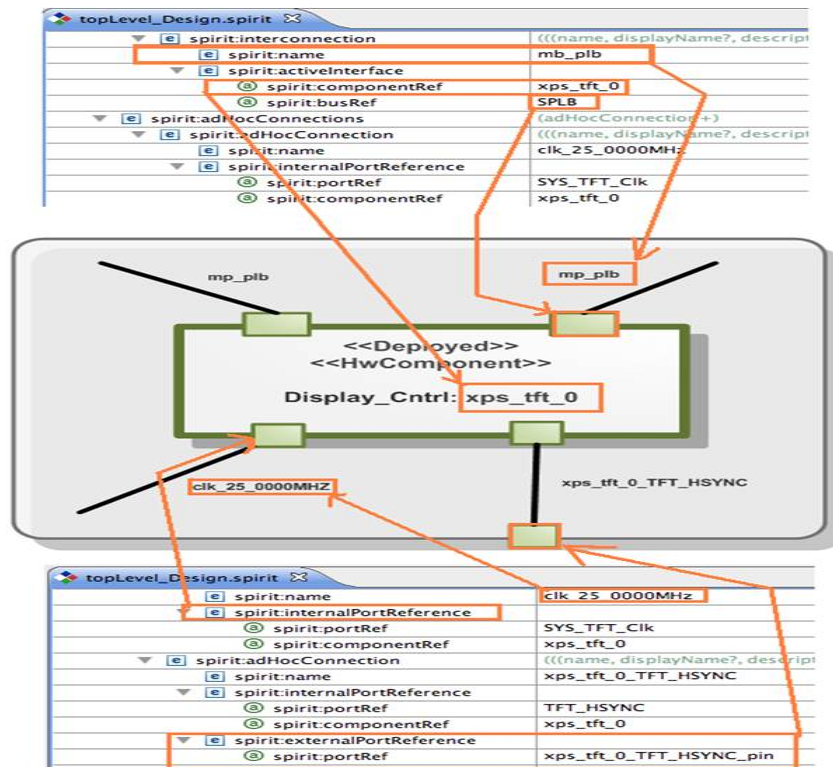 topLevel_Design.spirit
spirit:interconnection (((name, displayName?, descript
spirit:name mb_plb
spirit:activeInterface
spirit:componentRef xps_tft_0
spirit:busRef SPLB
spirit:adHocConnections (adHocConnection+)
spirit:adHocConnection (((name, displayName?, descript
spirit:name clk_25_0000MHz
spirit:internalPortReference
spirit:portRef SYS_TFT_Clk
spirit:componentRef xps_tft_0
mp_plb mp_plb
<<Deployed>>
<<HwComponent>>
Display_Cntrl: xps_tft_0
clk_25_0000MHZ xps_tft_0_TFT_HSYNC
topLevel_Design.spirit
spirit:name clk_25_0000MHz
spirit:internalPortReference
spirit:portRef SYS_TFT_Clk
spirit:componentRef xps_tft_0
spirit:adHocConnection (((name, displayName?, descript
spirit:name xps_tft_0_TFT_HSYNC
spirit:internalPortReference
spirit:portRef TFT_HSYNC
spirit:componentRef xps_tft_0
spirit:externalPortReference
spirit:portRef xps_tft_0_TFT_HSYNC_pin